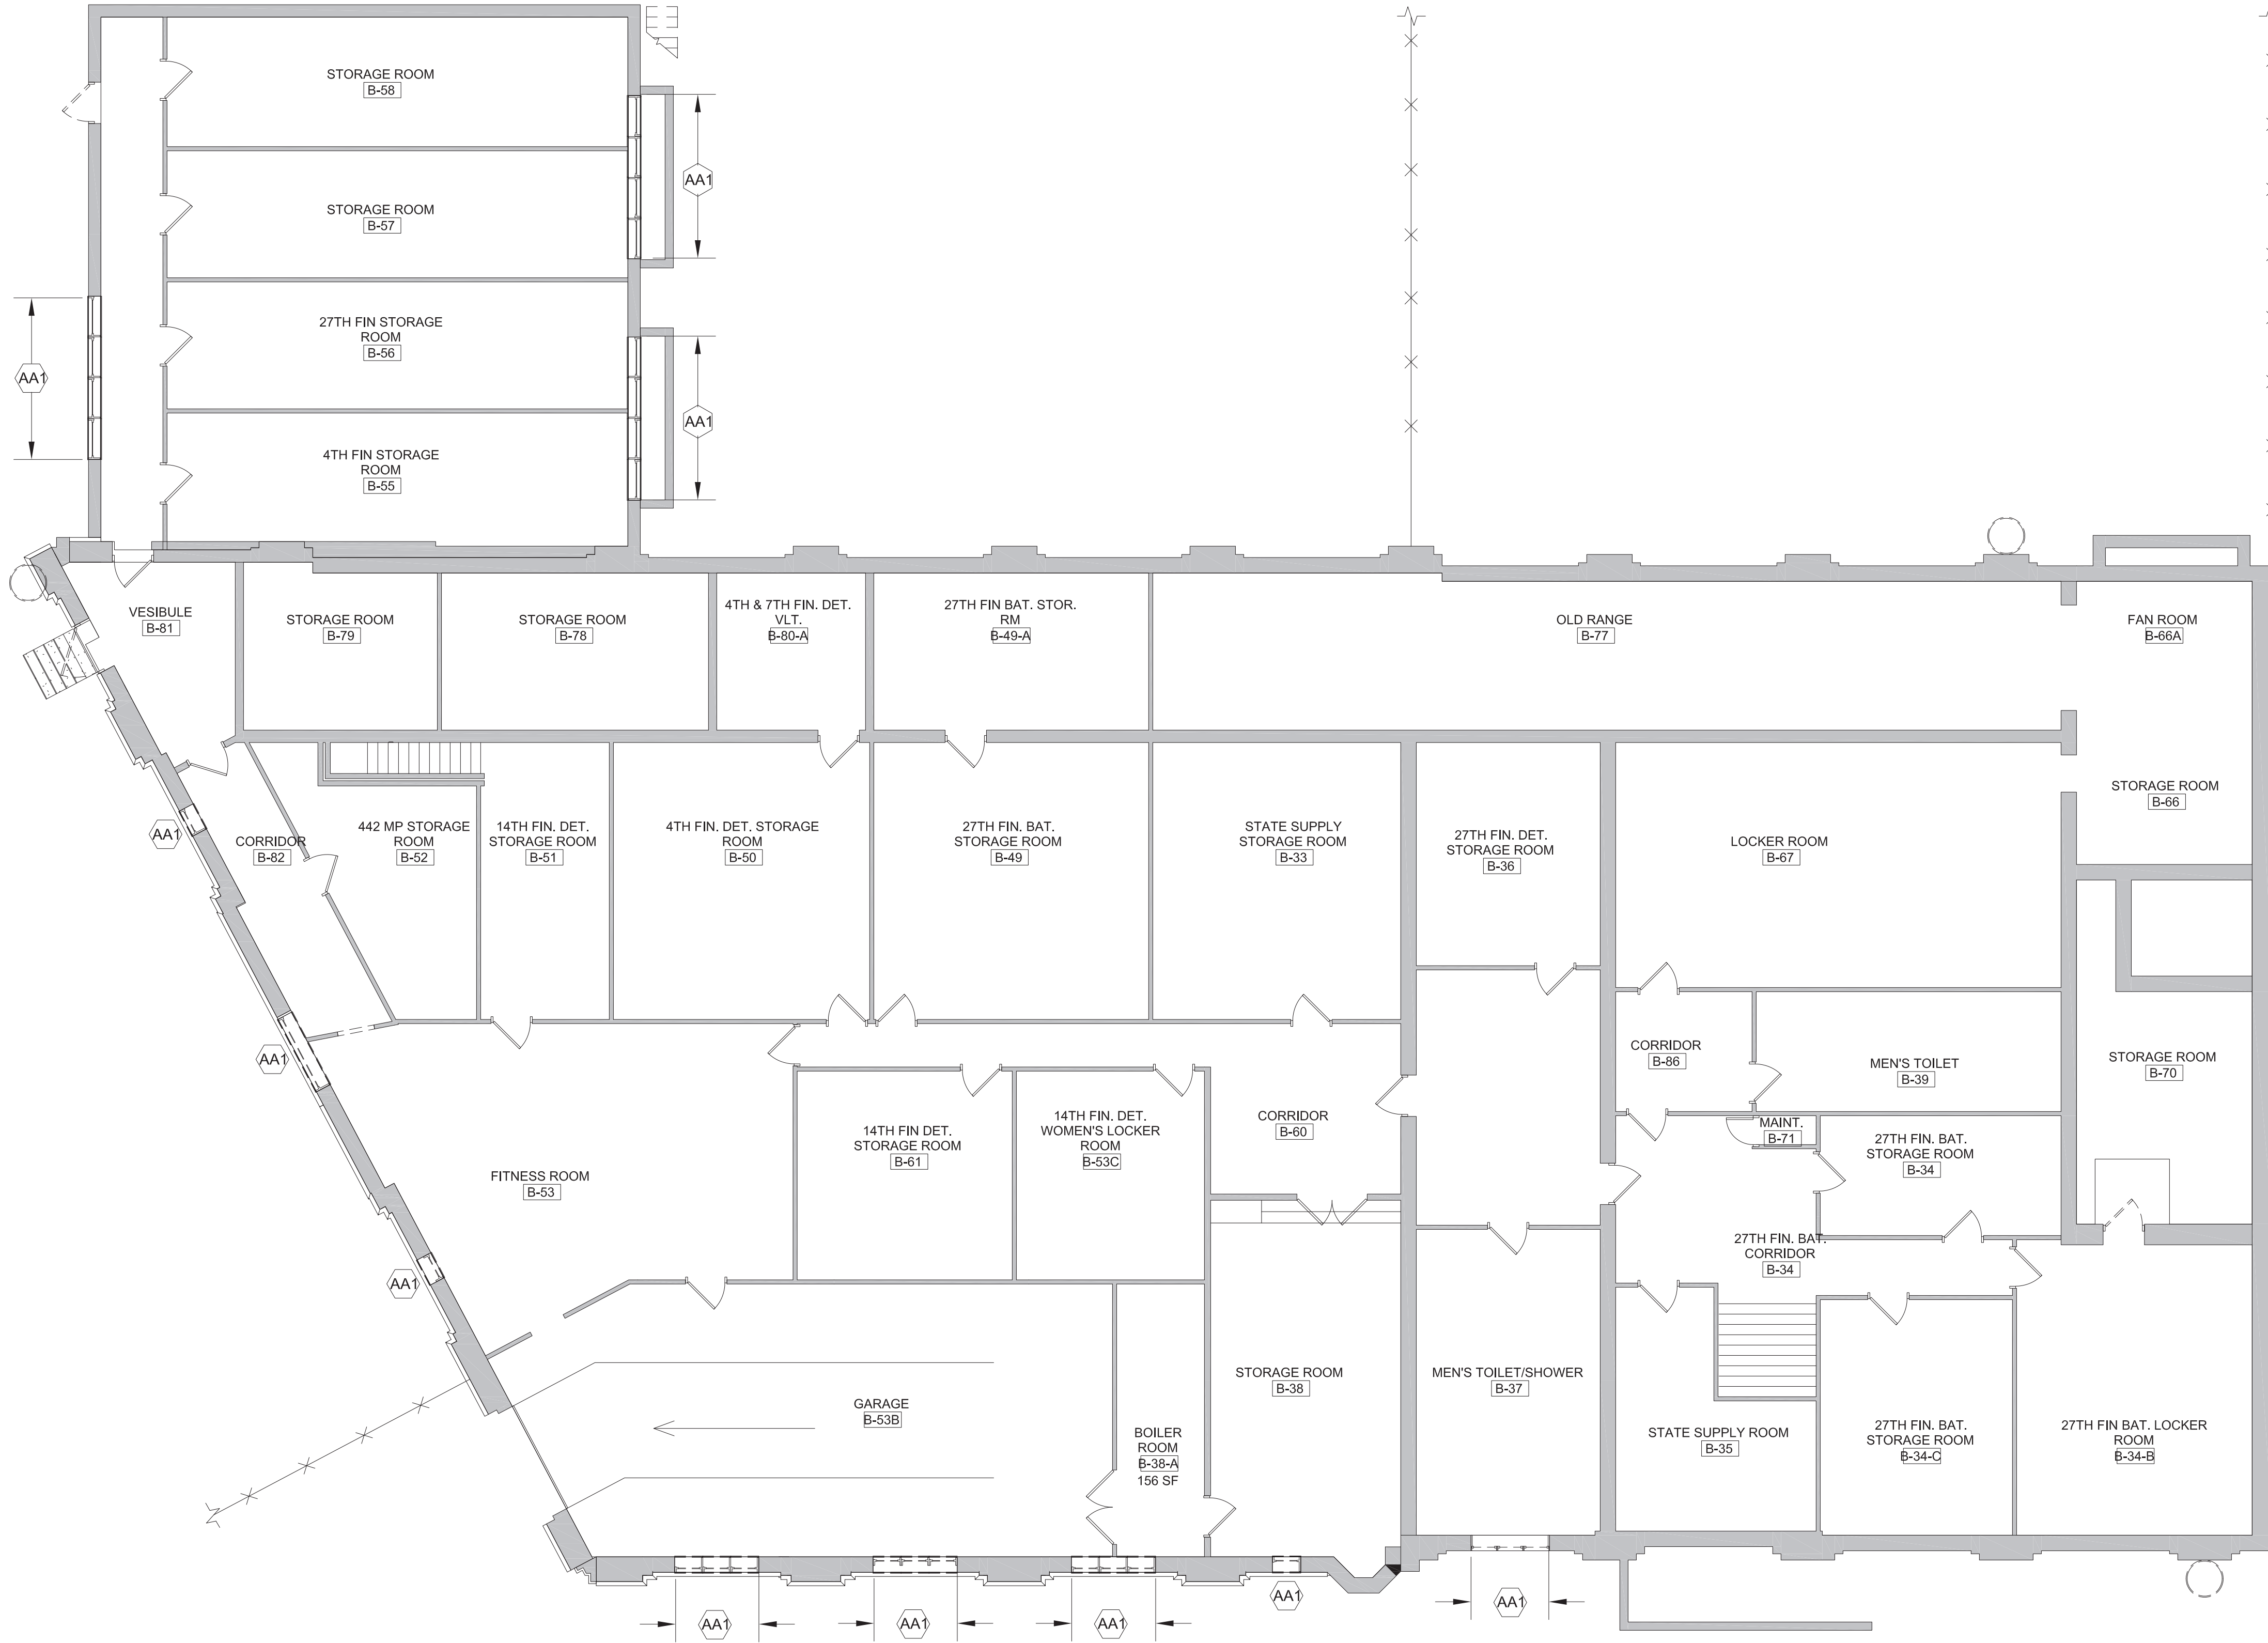 STORAGE ROOM
B-58
AA1
STORAGE ROOM
B-57
27TH FIN STORAGE
ROOM
B-56
AA1
AA1
4TH FIN STORAGE
ROOM
B-55
VESIBULE
B-81
STORAGE ROOM
B-79
STORAGE ROOM
B-78
4TH & 7TH FIN. DET.
VLT.
B-80-A
27TH FIN BAT. STOR.
RM
B-49-A
OLD RANGE
B-77
FAN ROOM
B-66A
STORAGE ROOM
B-66
AA1
CORRIDOR
B-82
442 MP STORAGE
ROOM
B-52
14TH FIN. DET.
STORAGE ROOM
B-51
4TH FIN. DET. STORAGE
ROOM
B-50
27TH FIN. BAT.
STORAGE ROOM
B-49
STATE SUPPLY
STORAGE ROOM
B-33
27TH FIN. DET.
STORAGE ROOM
B-36
LOCKER ROOM
B-67
AA1
CORRIDOR
B-86
MEN'S TOILET
B-39
STORAGE ROOM
B-70
14TH FIN DET.
STORAGE ROOM
B-61
14TH FIN. DET.
WOMEN'S LOCKER
ROOM
B-53C
CORRIDOR
B-60
MAINT.
B-71
27TH FIN. BAT.
STORAGE ROOM
B-34
FITNESS ROOM
B-53
27TH FIN. BAT.
CORRIDOR
B-34
AA1
GARAGE
B-53B
BOILER
ROOM
B-38-A
156 SF
STORAGE ROOM
B-38
MEN'S TOILET/SHOWER
B-37
STATE SUPPLY ROOM
B-35
27TH FIN. BAT.
STORAGE ROOM
B-34-C
27TH FIN BAT. LOCKER
ROOM
B-34-B
AA1
AA1
AA1
AA1
AA1